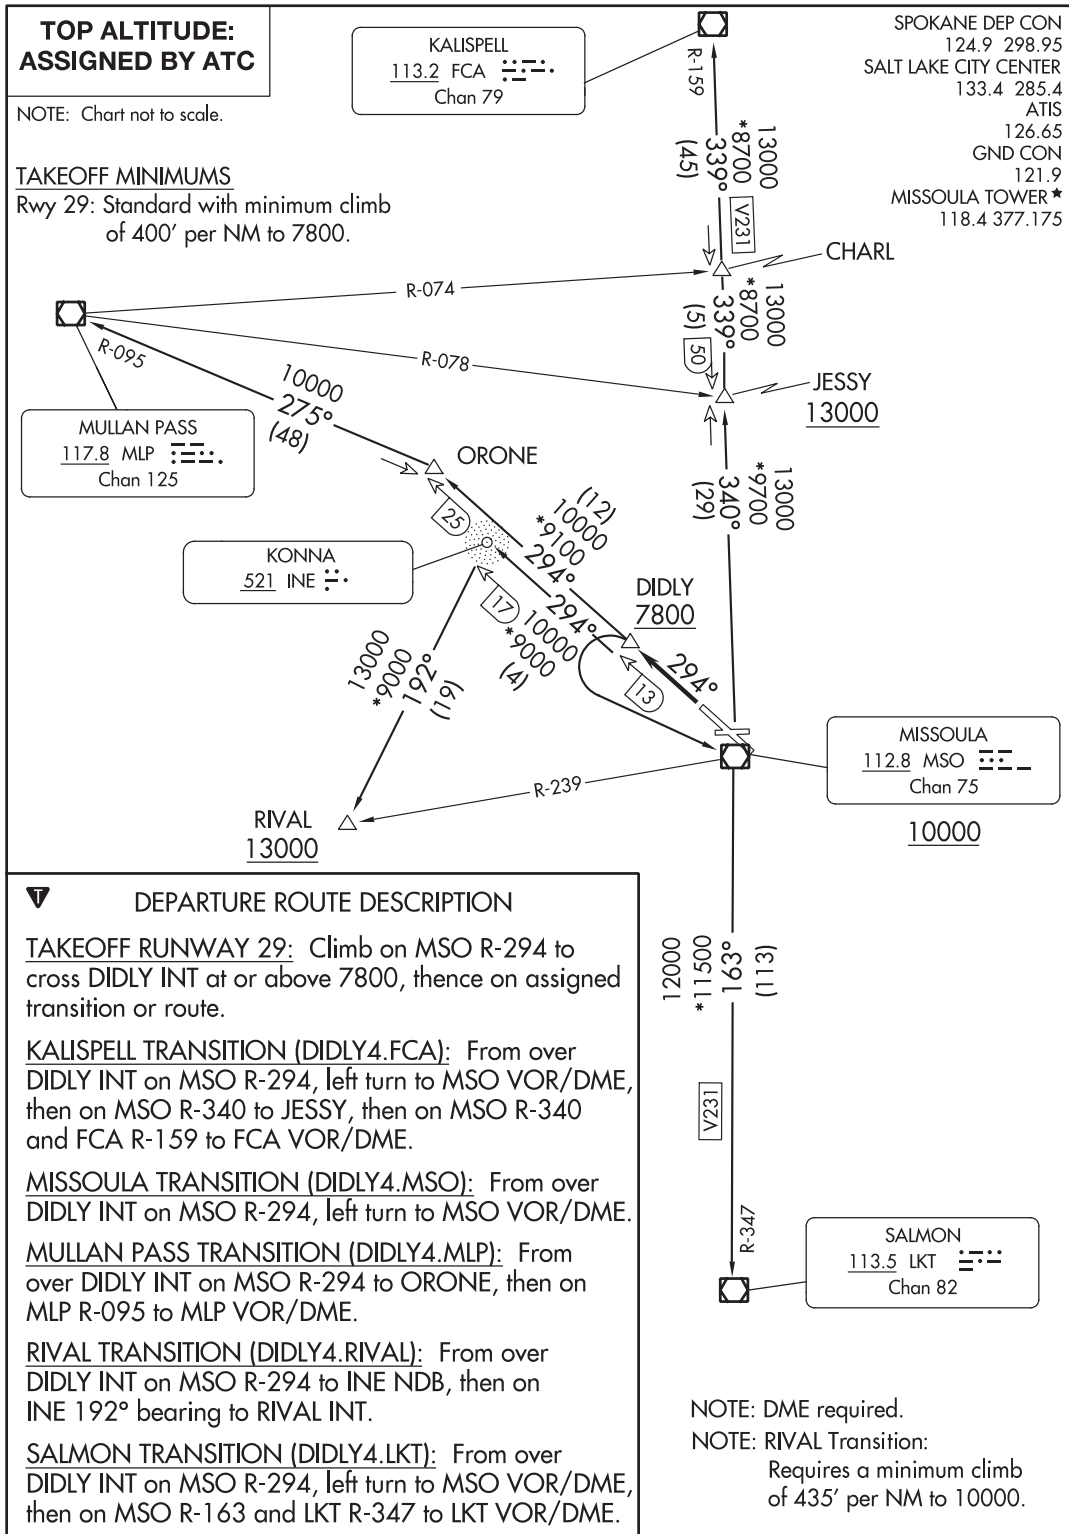 TOP ALTITUDE:
ASSIGNED BY ATC
NOTE: Chart not to scale.
TAKEOFF MINIMUMS
Rwy 29: Standard with minimum climb
of 400' per NM to 7800.
KALISPELL
113.2 FCA
Chan 79
SPOKANE DEP CON
124.9 298.95
SALT LAKE CITY CENTER
133.4 285.4
ATIS
126.65
GND CON
121.9
MISSOULA TOWER★
118.4 377.175
R-159
13000
*8700
339°
(45)
V231
CHARL
R-074
13000
*8700
339°
(5)
50
R-078
JESSY
13000
R-095
10000
275°
(48)
MULLAN PASS
117.8 MLP
Chan 125
ORONE
25
(12)
10000
*9100
294°
13000
*9700
340°
(29)
KONNA
521 INE
DIDLY
7800
17
294°
10000
*9000
(4)
13
294°
13000
*9000
192°
(19)
MISSOULA
112.8 MSO
Chan 75
10000
R-239
RIVAL
13000
12000
*11500
163°
(113)
V231
R-347
SALMON
113.5 LKT
Chan 82
T
DEPARTURE ROUTE DESCRIPTION
TAKEOFF RUNWAY 29: Climb on MSO R-294 to
cross DIDLY INT at or above 7800, thence on assigned
transition or route.
KALISPELL TRANSITION (DIDLY4.FCA): From over
DIDLY INT on MSO R-294, left turn to MSO VOR/DME,
then on MSO R-340 to JESSY, then on MSO R-340
and FCA R-159 to FCA VOR/DME.
MISSOULA TRANSITION (DIDLY4.MSO): From over
DIDLY INT on MSO R-294, left turn to MSO VOR/DME.
MULLAN PASS TRANSITION (DIDLY4.MLP): From
over DIDLY INT on MSO R-294 to ORONE, then on
MLP R-095 to MLP VOR/DME.
RIVAL TRANSITION (DIDLY4.RIVAL): From over
DIDLY INT on MSO R-294 to INE NDB, then on
INE 192° bearing to RIVAL INT.
SALMON TRANSITION (DIDLY4.LKT): From over
DIDLY INT on MSO R-294, left turn to MSO VOR/DME,
then on MSO R-163 and LKT R-347 to LKT VOR/DME.
NOTE: DME required.
NOTE: RIVAL Transition:
Requires a minimum climb
of 435' per NM to 10000.